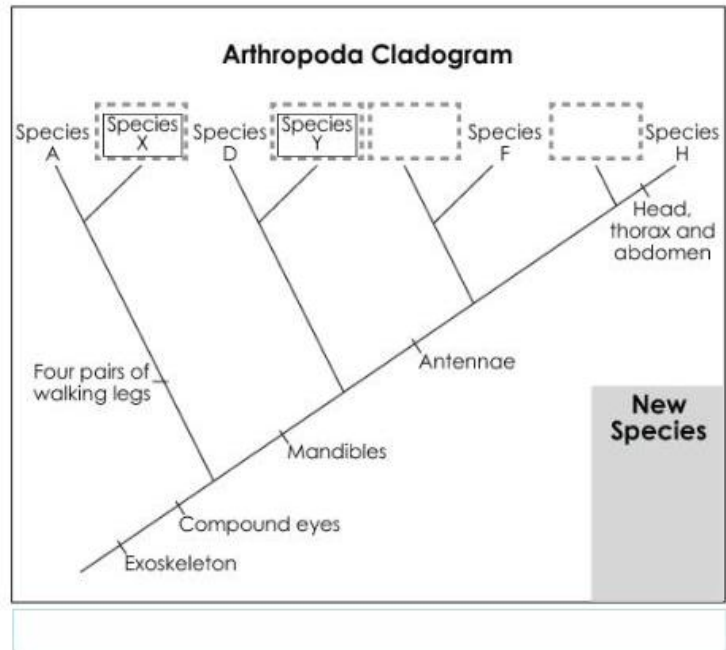 Arthropoda Cladogram
Species
A
Species
X
Species
D
Species
Y
Species
F
Species
H
Head,
thorax and
abdomen
Four pairs of
walking legs
Antennae
Mandibles
Compound eyes
Exoskeleton
New
Species